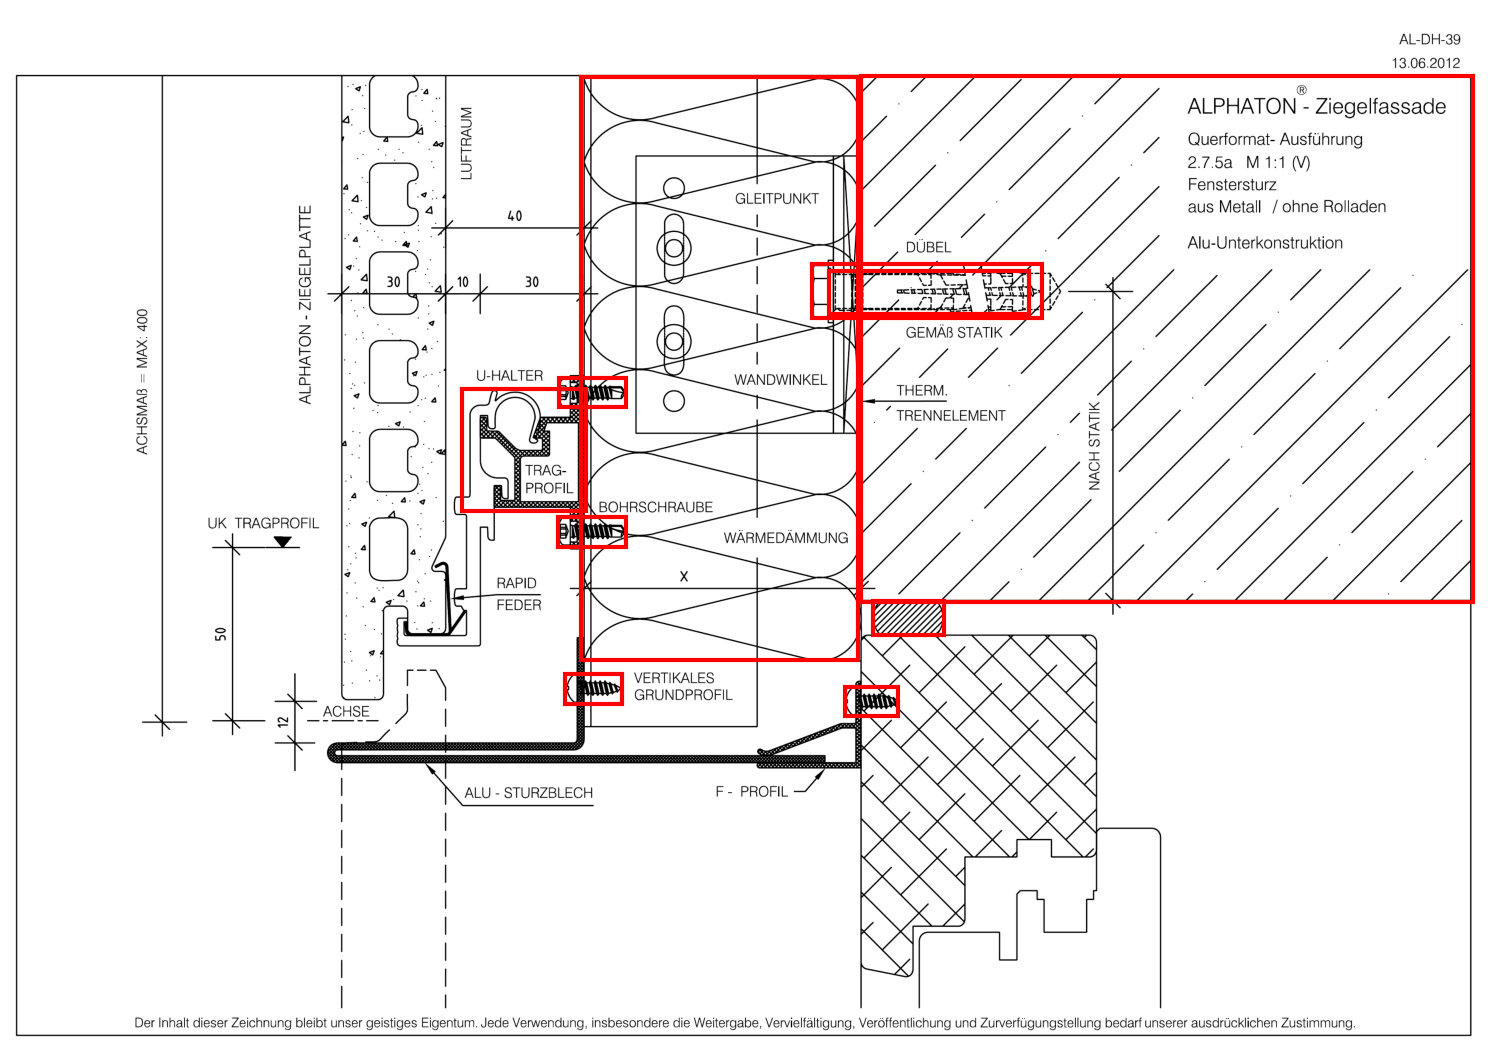 AL-DH-39
13.06.2012
ALPHATON® - Ziegelfassade
Querformat- Ausführung
2.7.5a M 1:1 (V)
Fenstersturz
aus Metall / ohne Rolladen
Alu-Unterkonstruktion
LUFTRAUM
ALPHATON - ZIEGELPLATTE
ACHSMAß = MAX: 400
40
30
10
30
GLEITPUNKT
DÜBEL
GEMÄß STATIK
U-HALTER
WANDWINKEL
THERM.
TRENNELEMENT
NACH STATIK
TRAG-
PROFIL
BOHRSCHRAUBE
WÄRMEDÄMMUNG
UK TRAGPROFIL
X
RAPID
FEDER
50
VERTIKALES
GRUNDPROFIL
ACHSE
12
ALU - STURZBLECH
F - PROFIL
Der Inhalt dieser Zeichnung bleibt unser geistiges Eigentum. Jede Verwendung, insbesondere die Weitergabe, Vervielfältigung, Veröffentlichung und Zurverfügungstellung bedarf unserer ausdrücklichen Zustimmung.